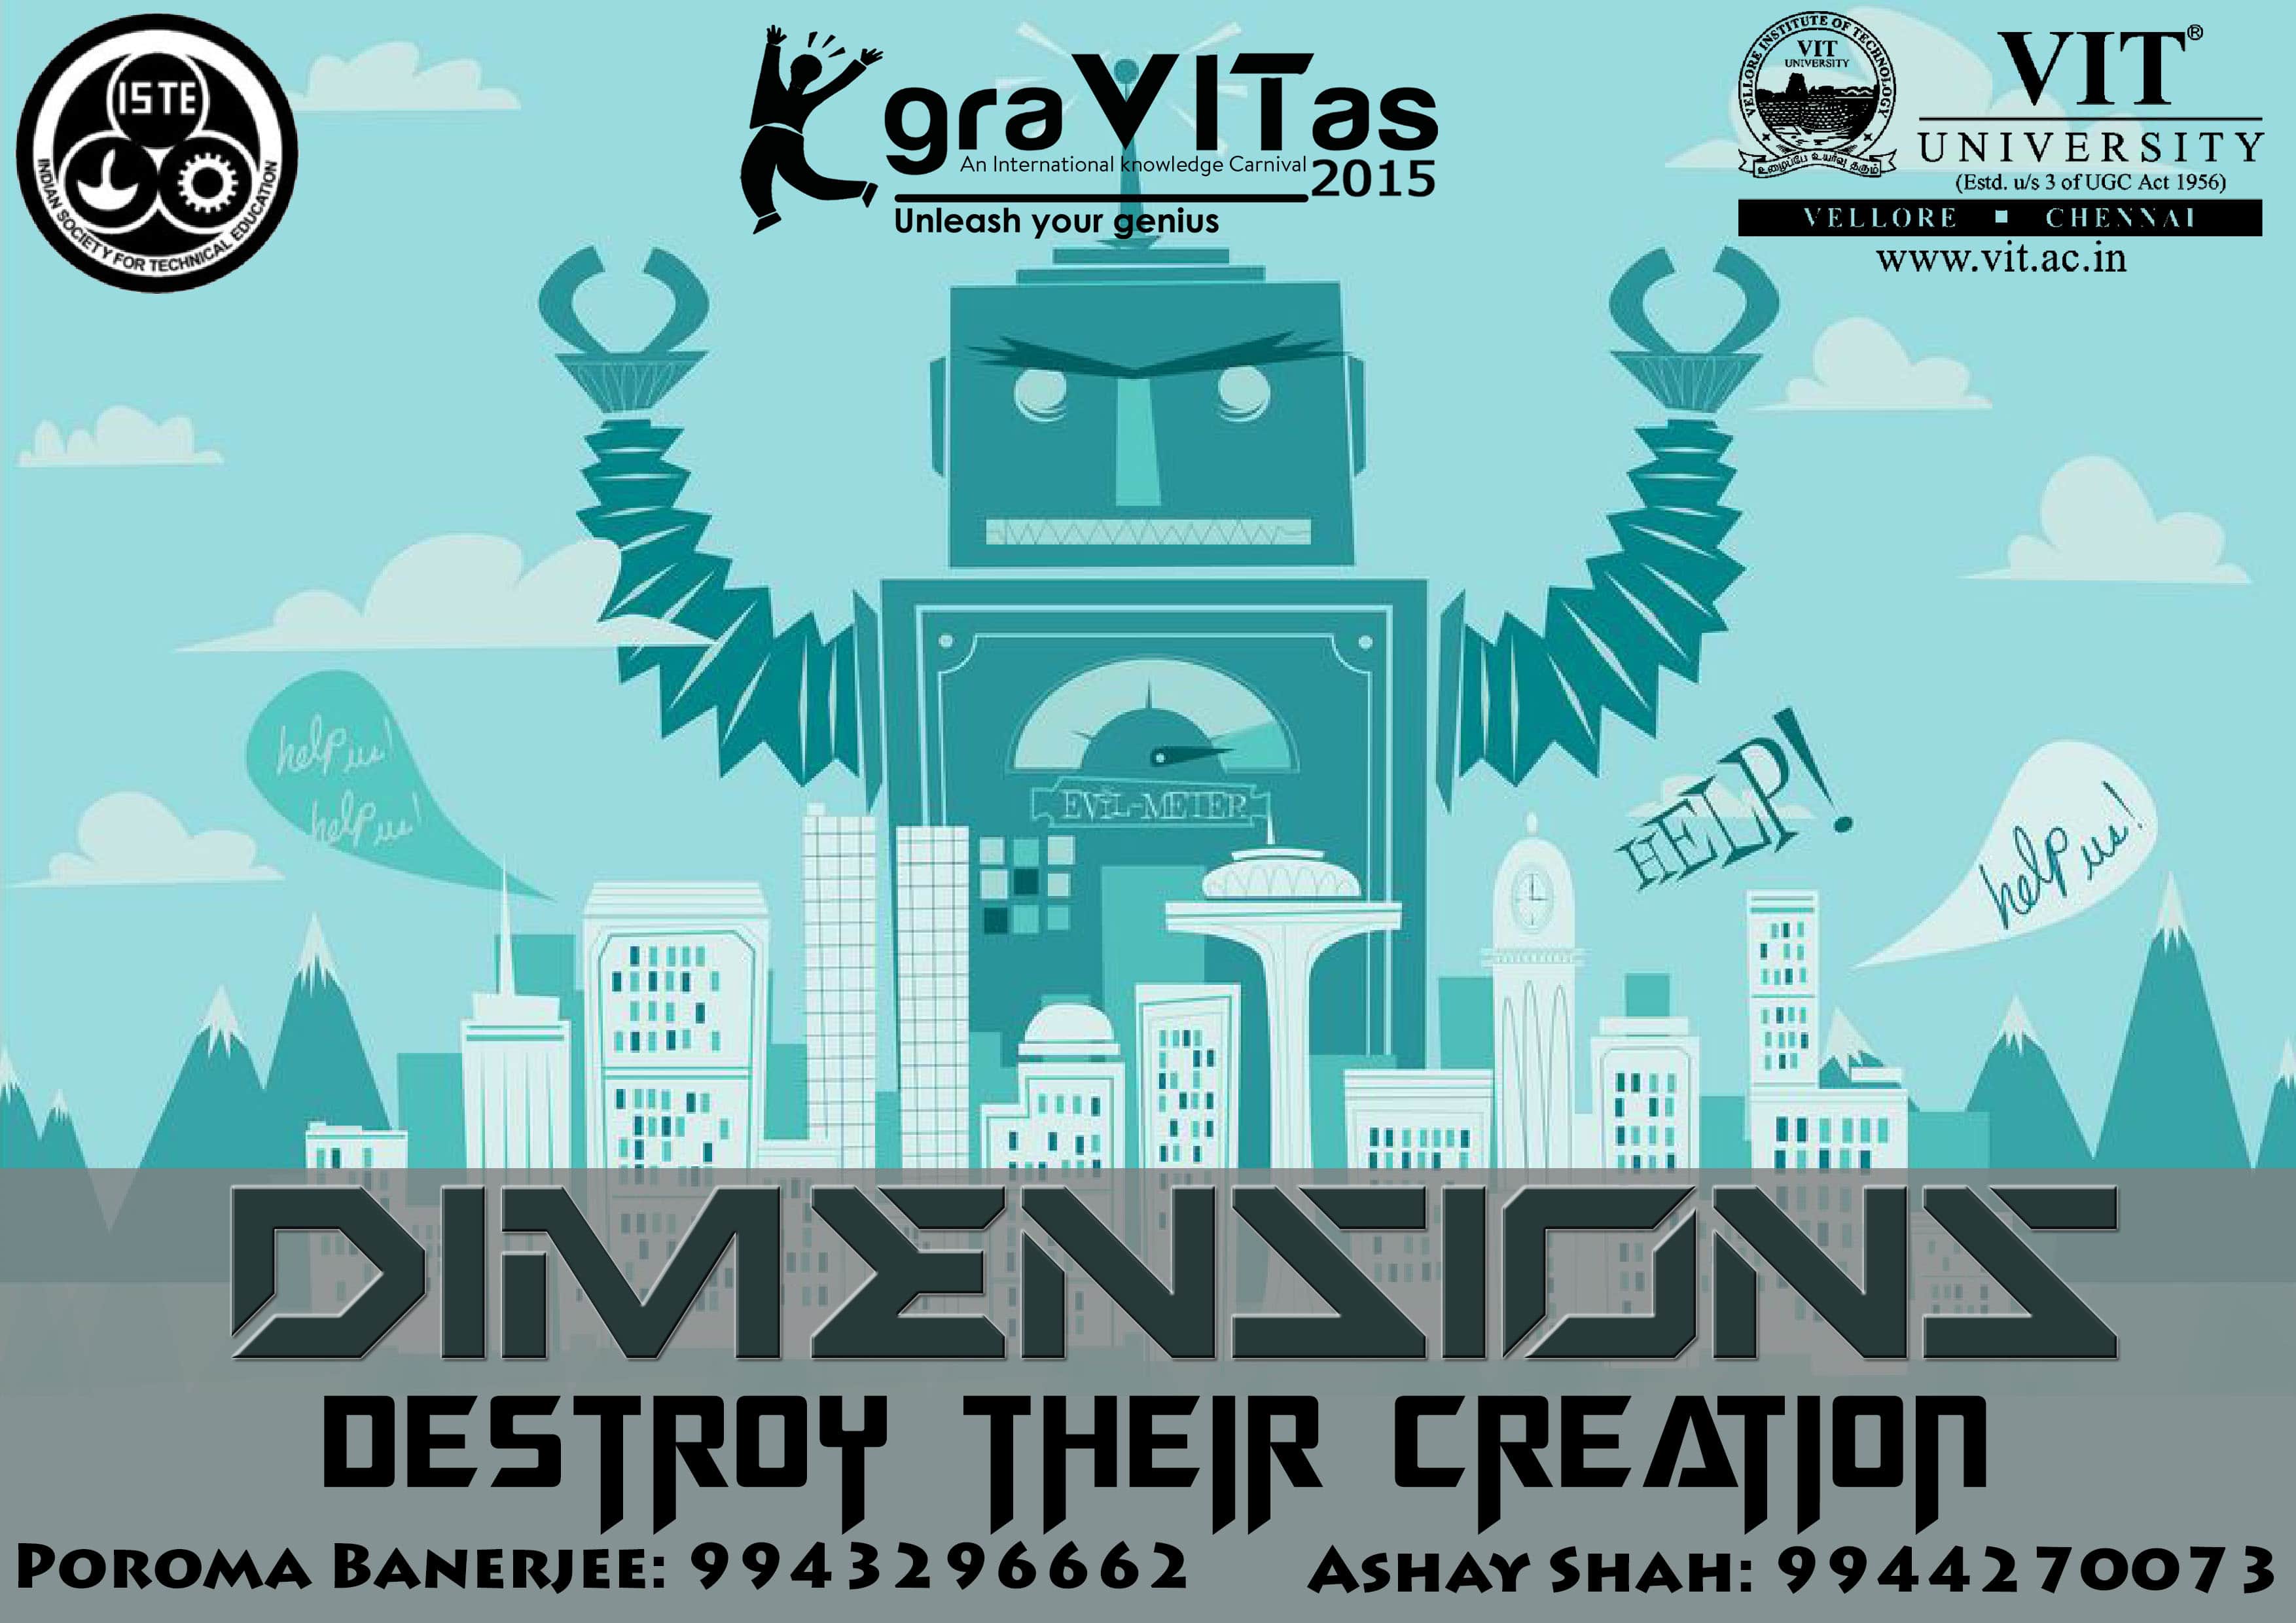 ISTE
INDIAN SOCIETY FOR TECHNICAL EDUCATION
graVITas
An International knowledge Carnival
2015
Unleash your genius
VELLORE INSTITUTE OF TECHNOLOGY
VIT
UNIVERSITY
VIT®
UNIVERSITY
(Estd. u/s 3 of UGC Act 1956)
VELLORE ▪ CHENNAI
www.vit.ac.in
help us!
help us!
EVIL-METER
HELP!
help us!
DIMENSIONS
DESTROY THEIR CREATION
POROMA BANERJEE: 9943296662 ASHAY SHAH: 9944270073